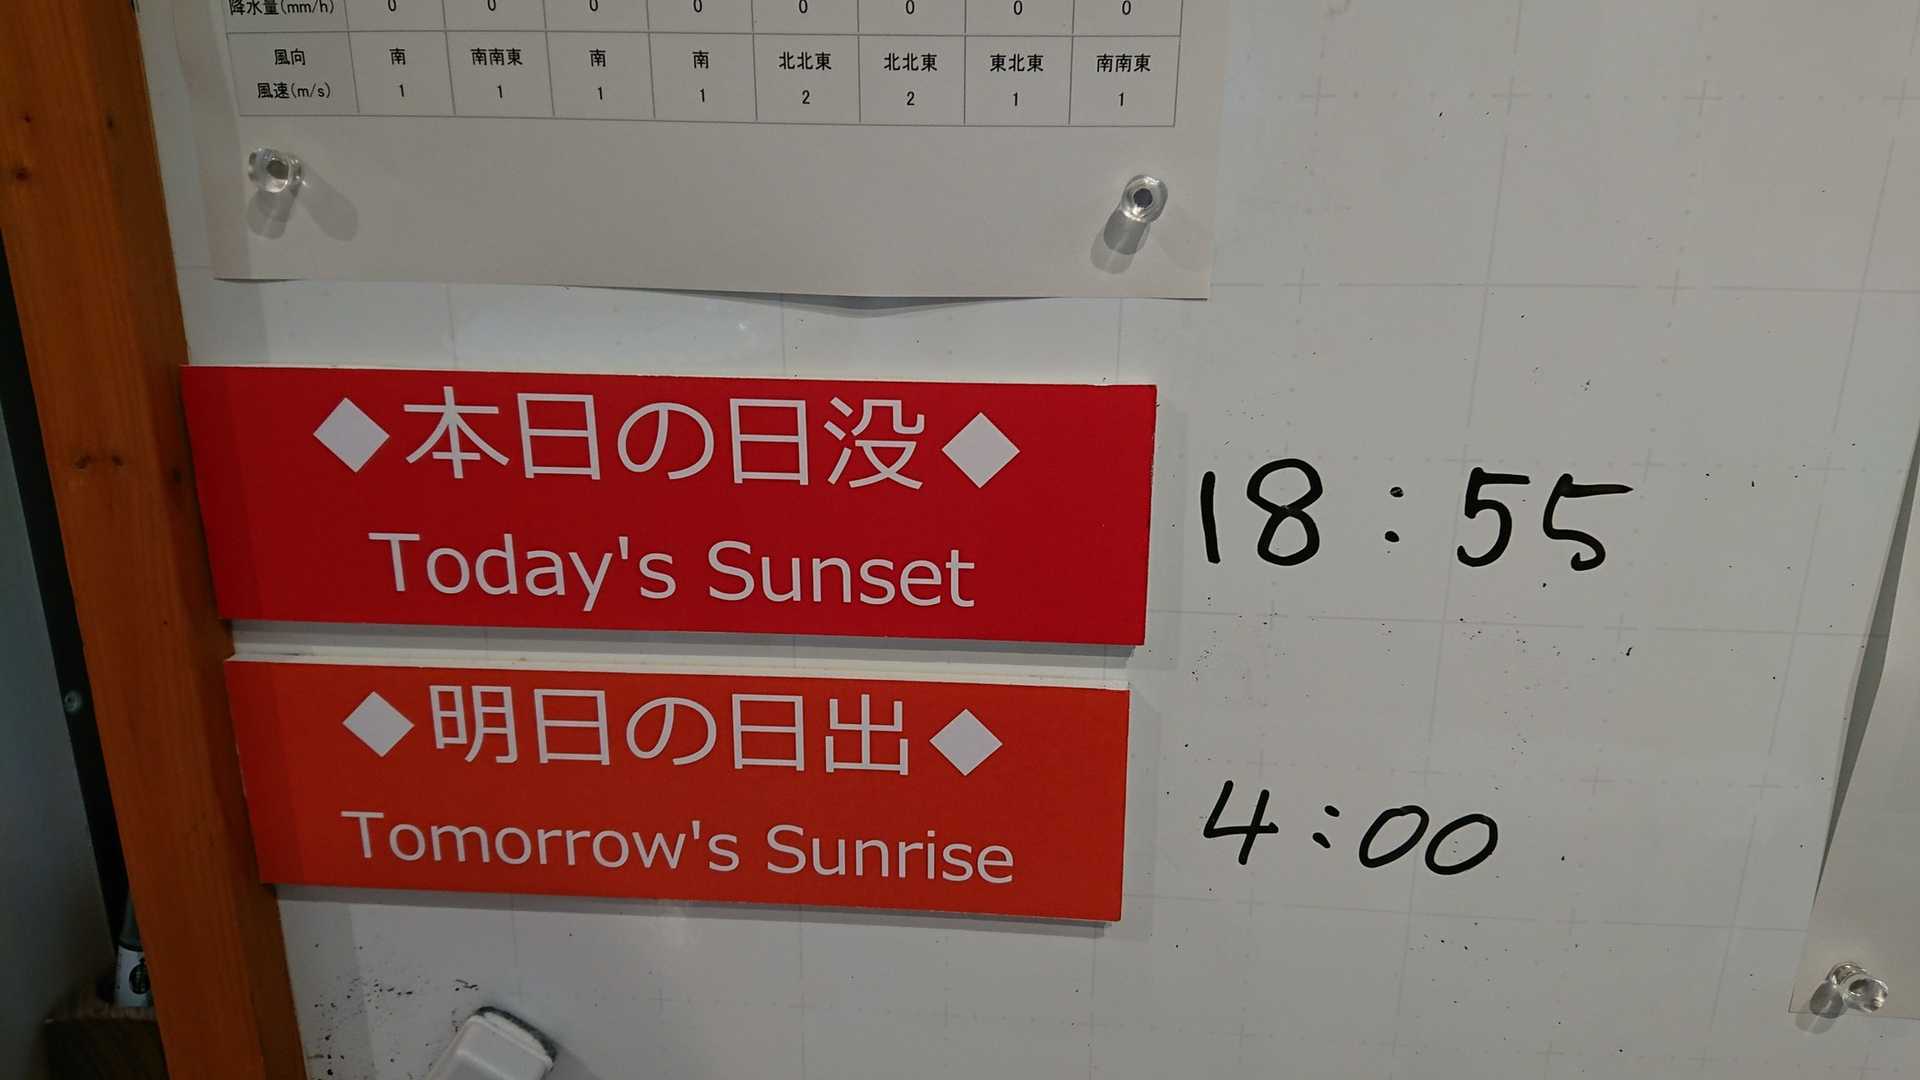 降水量(mm/h) 0 0 0 0 0 0 0 0
風向 南 南南東 南 南 北北東 北北東 東北東 南南東
風速(m/s) 1 1 1 1 2 2 1 1
◆本日の日没◆
Today's Sunset
18:55
◆明日の日出◆
Tomorrow's Sunrise
4:00